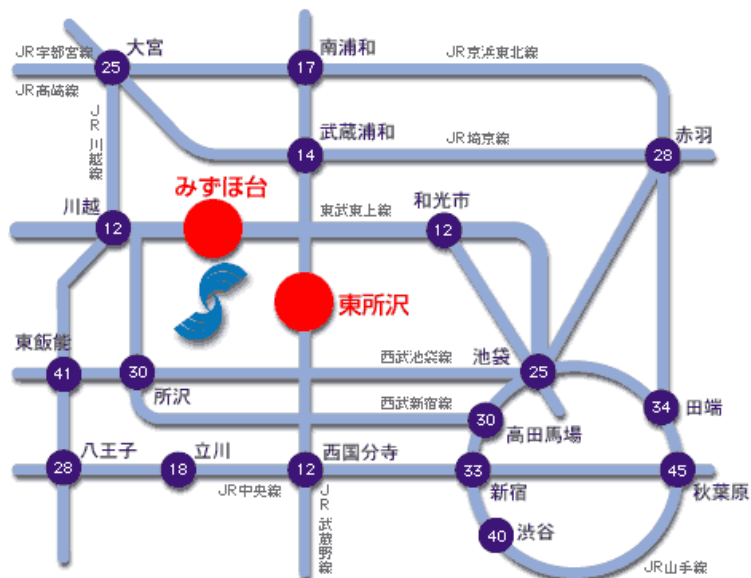 JR宇都宮線
大宮
25
JR高崎線
南浦和
17
JR京浜東北線
JR川越線
武蔵浦和
14
JR埼京線
赤羽
28
みずほ台
川越
12
東武東上線
和光市
12
東所沢
東飯能
41
30
所沢
西武池袋線
池袋
25
西武新宿線
30
高田馬場
34
田端
八王子
28
立川
18
JR中央線
西国分寺
12
JR武蔵野線
33
新宿
45
秋葉原
40
渋谷
JR山手線